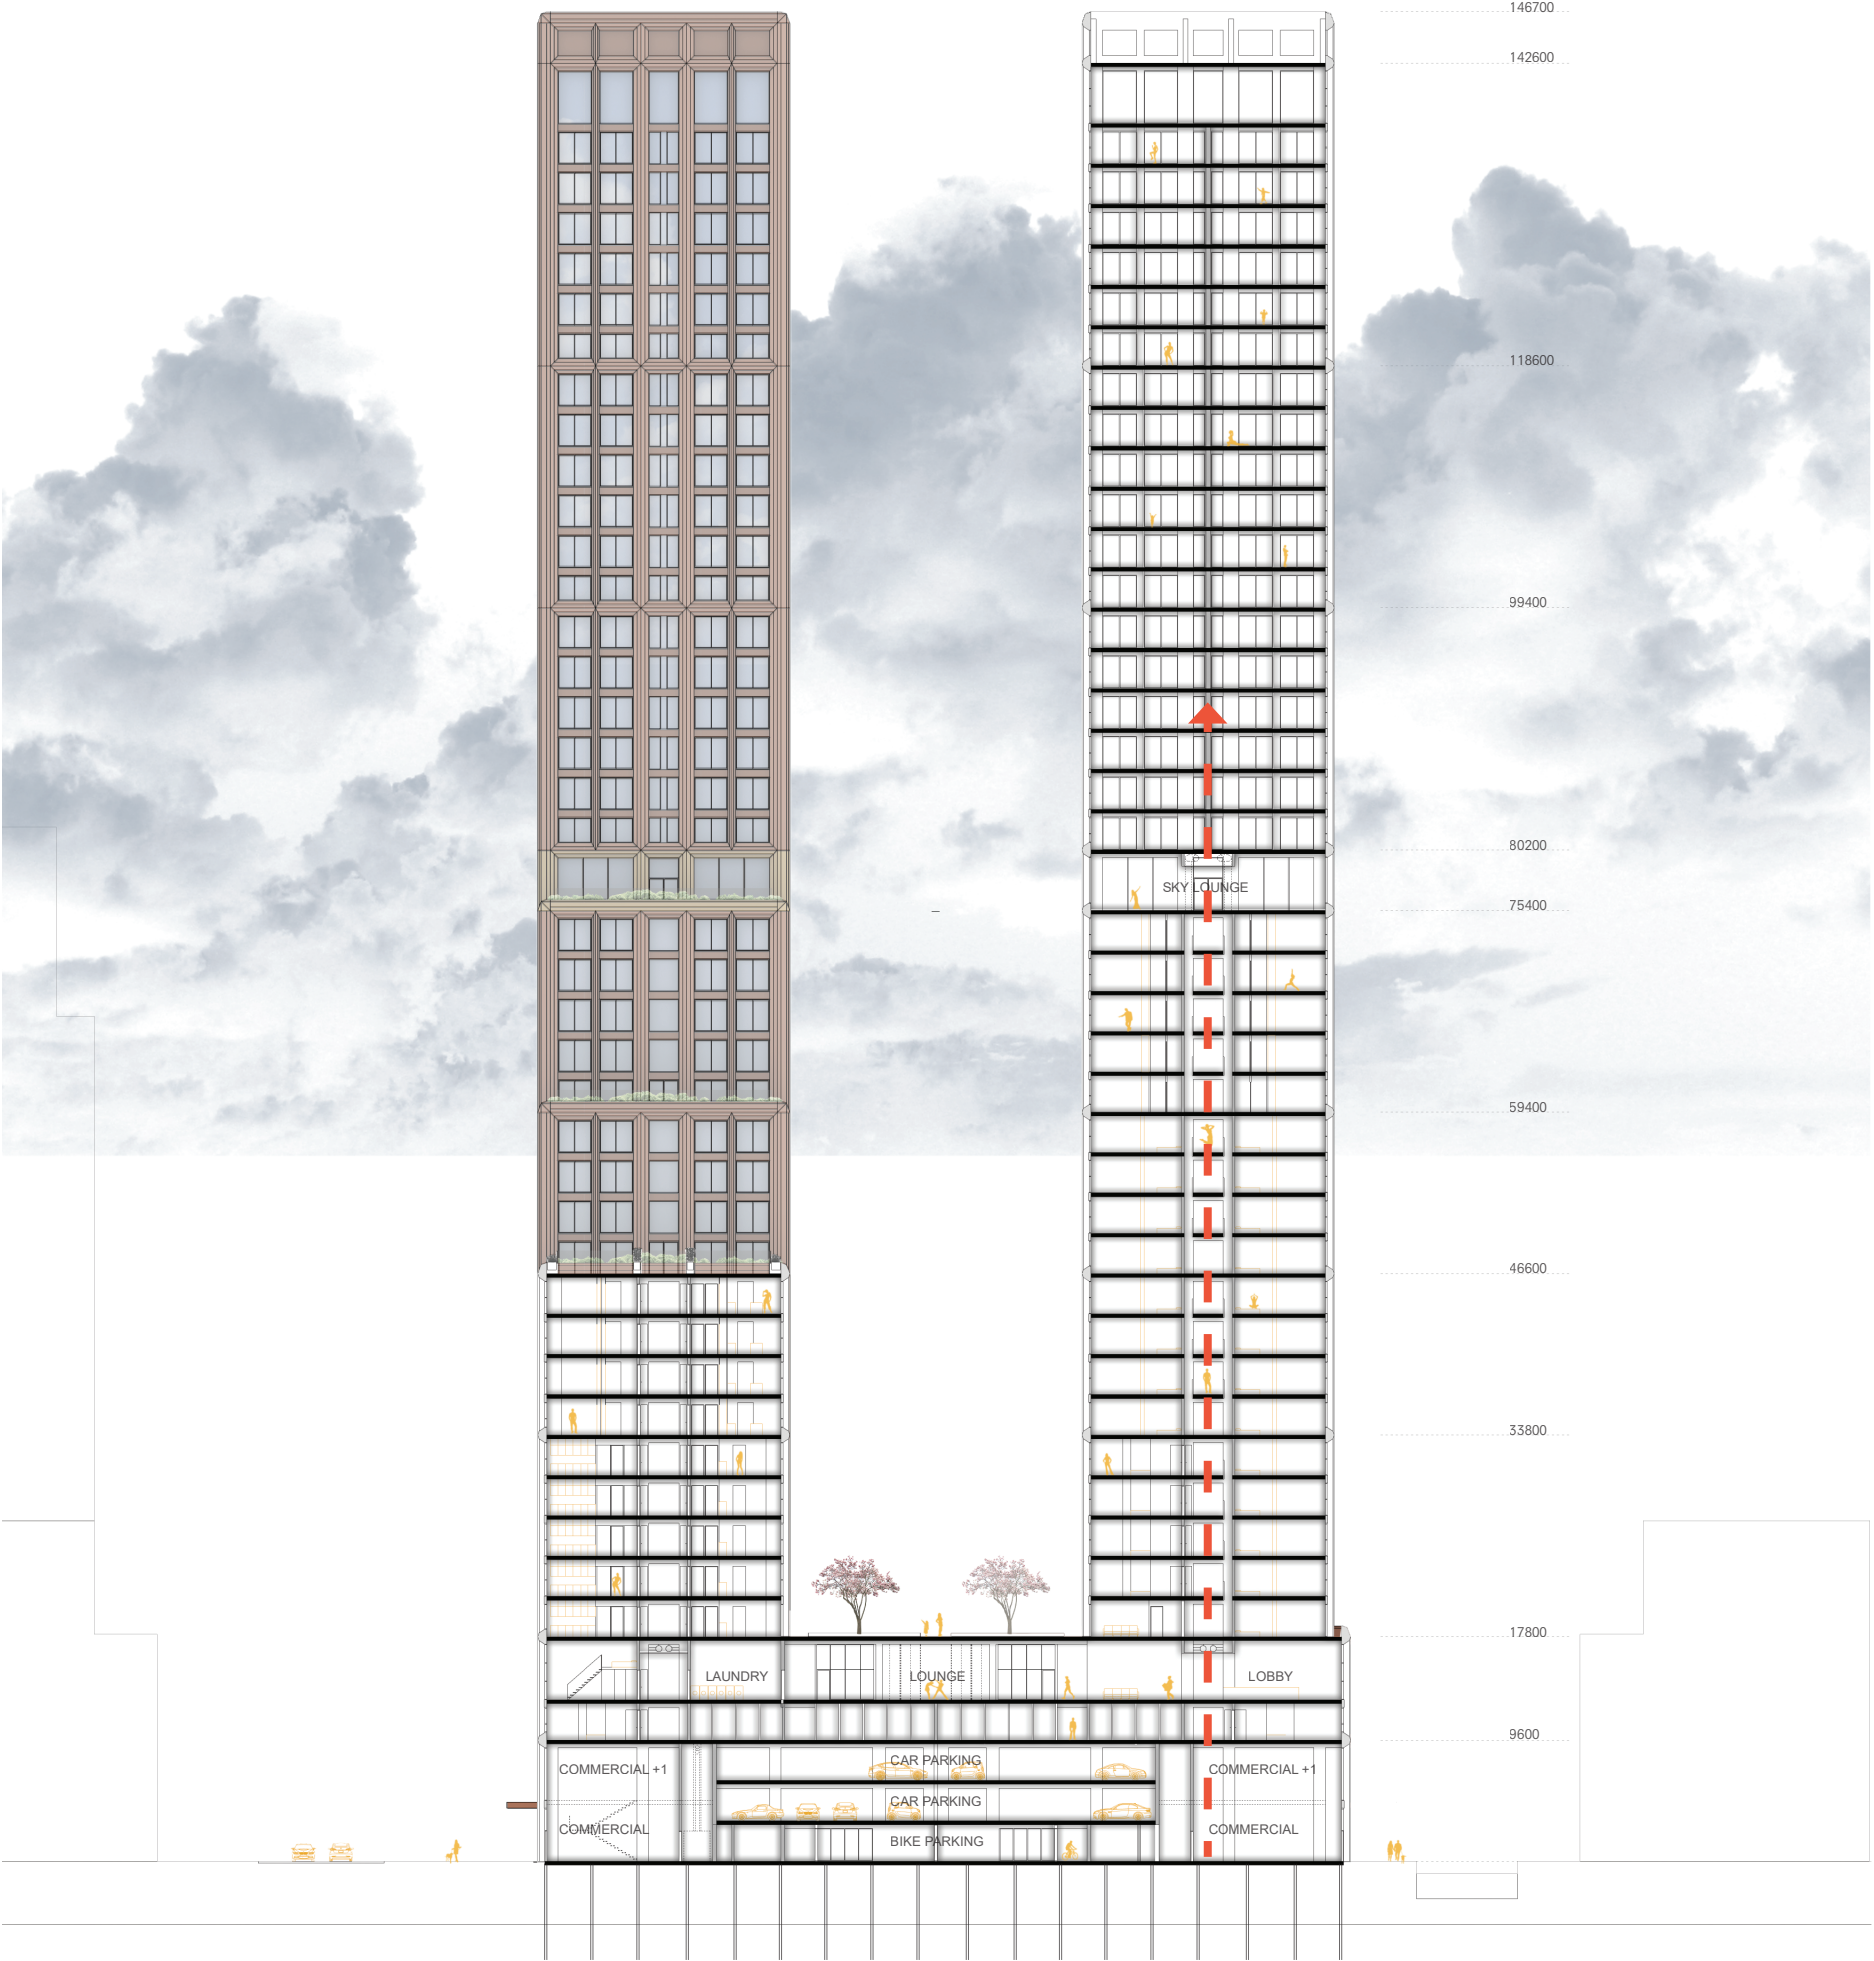 146700
142600
118600
99400
80200
SKY LOUNGE
75400
59400
46600
33800
17800
LAUNDRY
LOUNGE
LOBBY
9600
CAR PARKING
COMMERCIAL +1
COMMERCIAL +1
CAR PARKING
COMMERCIAL
COMMERCIAL
BIKE PARKING